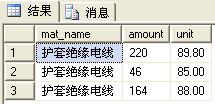 结果 消息
mat_name amount unit
1 护套绝缘电线 220 89.80
2 护套绝缘电线 46 85.00
3 护套绝缘电线 164 88.00